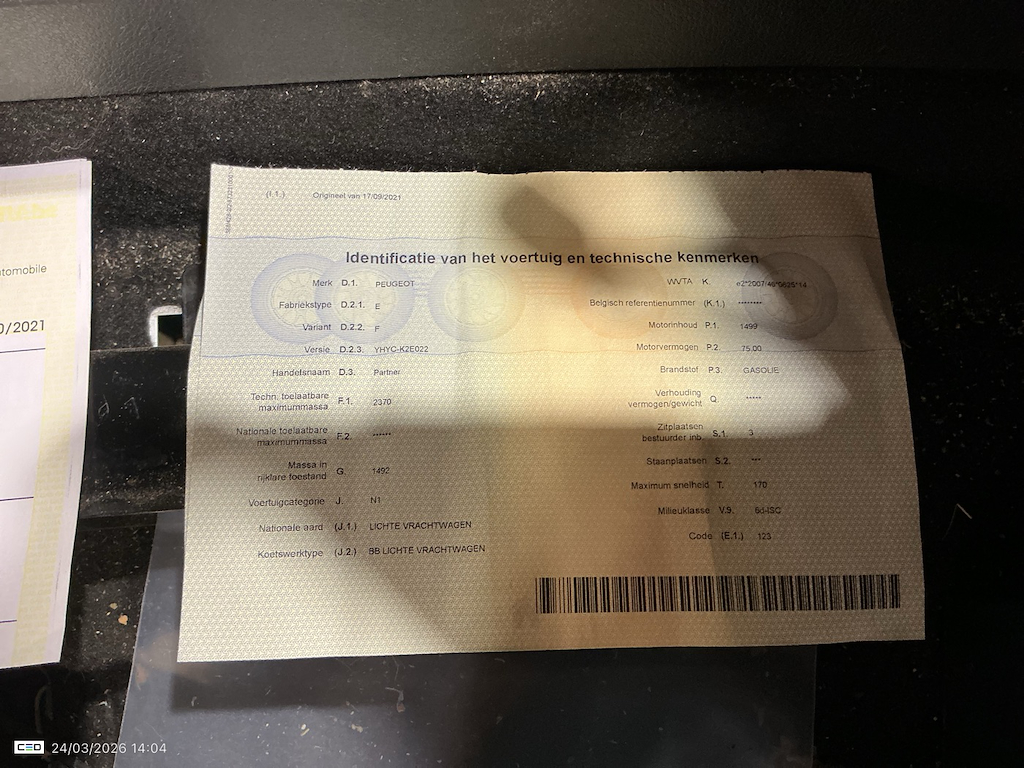 utomobile
0/2021
(I.1.) Origineel van 17/09/2021
Identificatie van het voertuig en technische kenmerken
Merk D.1. PEUGEOT
Fabriekstype D.2.1. E
Variant D.2.2. F
Versie D.2.3. YHYC-K2E022
Handelsnaam D.3. Partner
Techn. toelaatbare
maximummassa F.1. 2370
Nationale toelaatbare
maximummassa F.2. ******
Massa in
rijklare toestand G. 1492
Voertuigcategorie J. N1
Nationale aard (J.1.) LICHTE VRACHTWAGEN
Koetswerktype (J.2.) BB LICHTE VRACHTWAGEN
WVTA K. e2*2007/46*0625*14
Belgisch referentienummer (K.1.) ********
Motorinhoud P.1. 1499
Motorvermogen P.2. 75.00
Brandstof P.3. GASOLIE
Verhouding
vermogen/gewicht Q. *****
Zitplaatsen
bestuurder inb. S.1. 3
Staanplaatsen S.2. ***
Maximum snelheid T. 170
Milieuklasse V.9. 6d-ISC
Code (E.1.) 123
CEO 24/03/2026 14:04